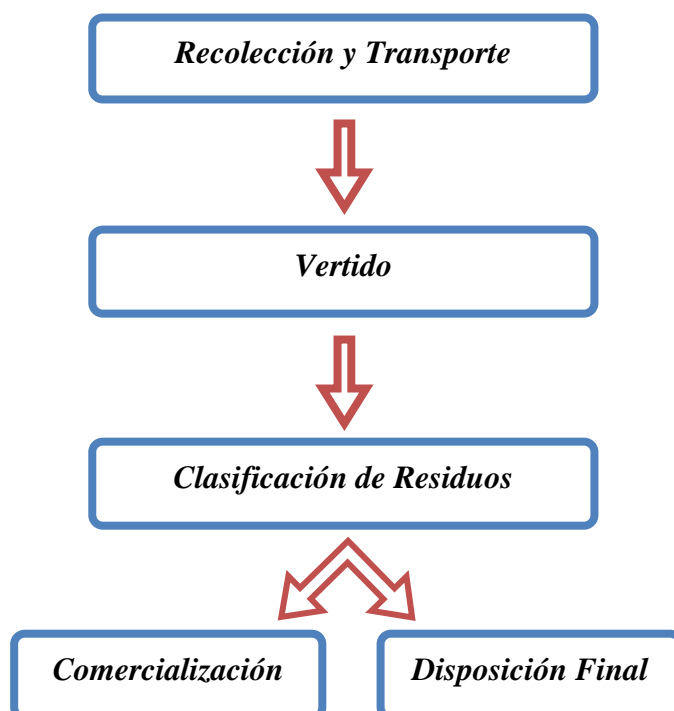 Recolección y Transporte
Vertido
Clasificación de Residuos
Comercialización
Disposición Final